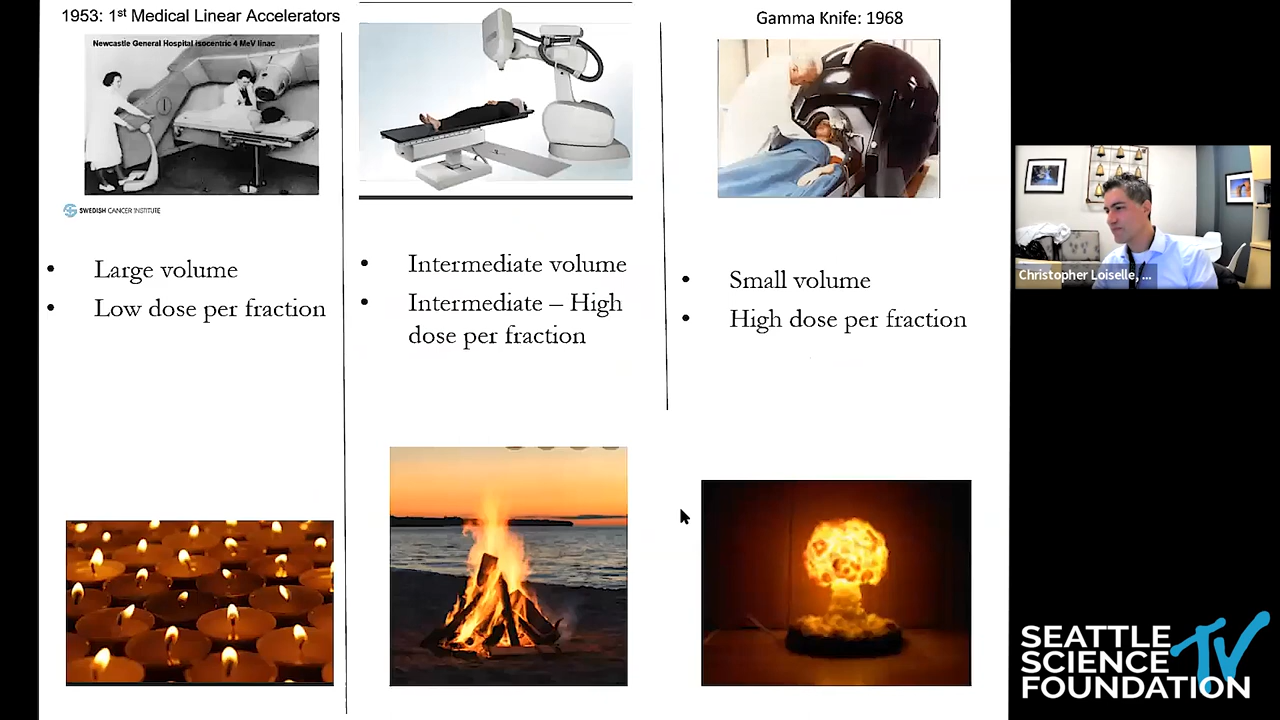 1953: 1st Medical Linear Accelerators
Newcastle General Hospital isocentric 4 MeV linac
SWEDISH CANCER INSTITUTE
• Large volume
• Low dose per fraction
• Intermediate volume
• Intermediate – High
dose per fraction
Gamma Knife: 1968
• Small volume
• High dose per fraction
Christopher Loiselle, ...
SEATTLE
SCIENCE
FOUNDATION
TV